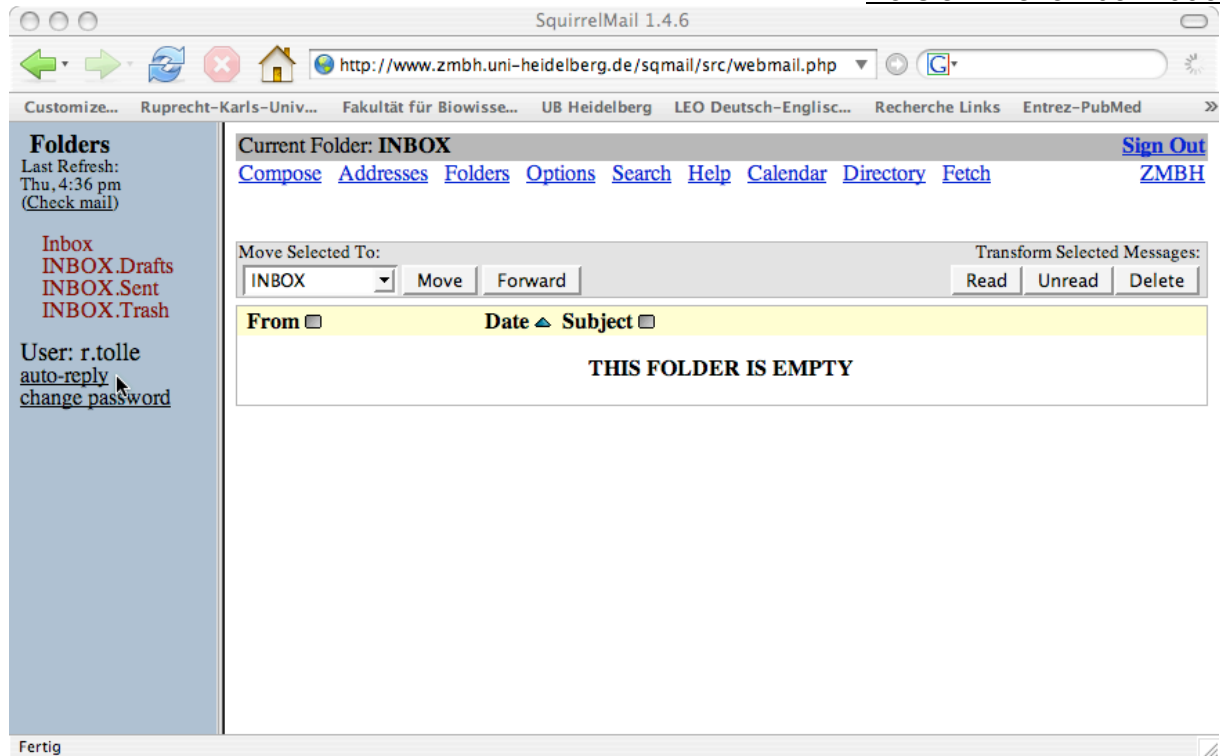 SquirrelMail 1.4.6
http://www.zmbh.uni-heidelberg.de/sqmail/src/webmail.php G
Customize... Ruprecht-Karls-Univ... Fakultät für Biowisse... UB Heidelberg LEO Deutsch-Englisc... Recherche Links Entrez-PubMed »
Folders
Last Refresh:
Thu, 4:36 pm
(Check mail)
Inbox
INBOX.Drafts
INBOX.Sent
INBOX.Trash
User: r.tolle
auto-reply
change password
Current Folder: INBOX Sign Out
Compose Addresses Folders Options Search Help Calendar Directory Fetch ZMBH
Move Selected To: Transform Selected Messages:
INBOX Move Forward Read Unread Delete
From Date Subject
THIS FOLDER IS EMPTY
Fertig